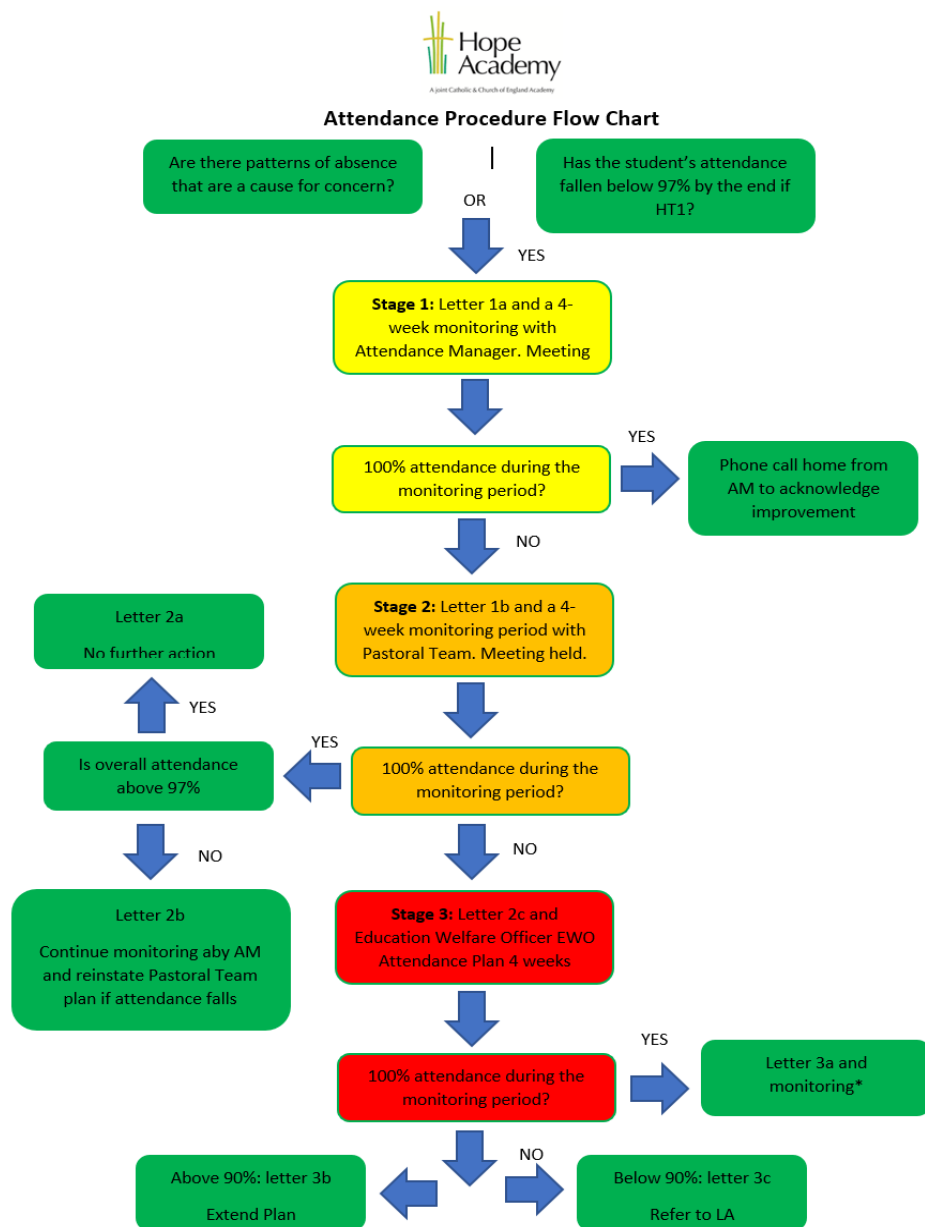 Hope
Academy
A joint Catholic & Church of England Academy
Attendance Procedure Flow Chart
Are there patterns of absence
that are a cause for concern?
Has the student’s attendance
fallen below 97% by the end if
HT1?
OR
YES
Stage 1: Letter 1a and a 4-
week monitoring with
Attendance Manager. Meeting
100% attendance during the
monitoring period?
YES
Phone call home from
AM to acknowledge
improvement
NO
Stage 2: Letter 1b and a 4-
week monitoring period with
Pastoral Team. Meeting held.
Letter 2a
No further action
YES
Is overall attendance
above 97%
YES
100% attendance during the
monitoring period?
NO
NO
Letter 2b
Continue monitoring aby AM
and reinstate Pastoral Team
plan if attendance falls
Stage 3: Letter 2c and
Education Welfare Officer EWO
Attendance Plan 4 weeks
100% attendance during the
monitoring period?
YES
Letter 3a and
monitoring*
NO
Above 90%: letter 3b
Extend Plan
Below 90%: letter 3c
Refer to LA